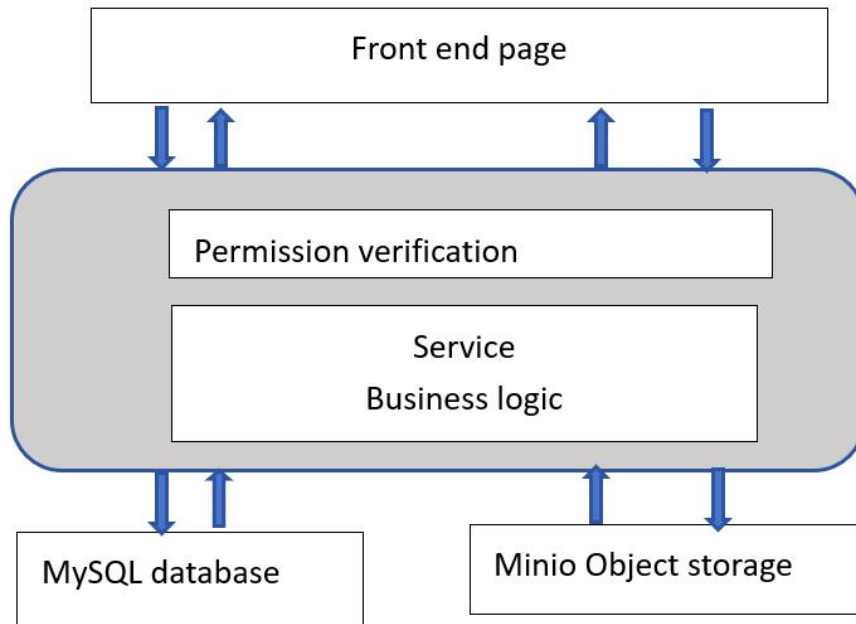 Front end page
Permission verification
Service
Business logic
MySQL database
Minio Object storage